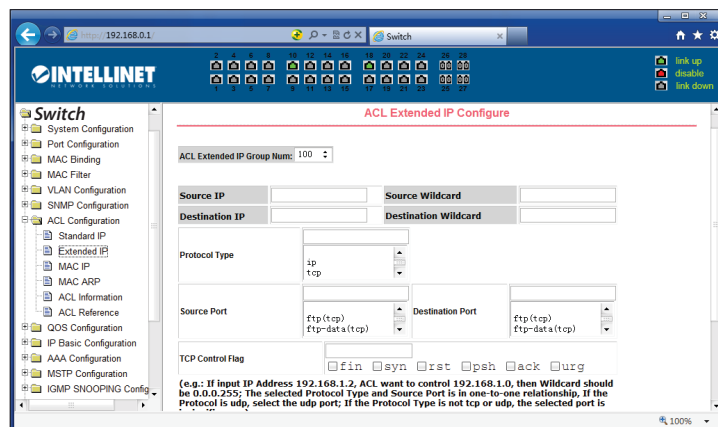 http://192.168.0.1/
Switch
INTELLINET
NETWORK SOLUTIONS
2 4 6 8 10 12 14 16 18 20 22 24 26 28
1 3 5 7 9 11 13 15 17 19 21 23 25 27
link up
disable
link down
Switch
System Configuration
Port Configuration
MAC Binding
MAC Filter
VLAN Configuration
SNMP Configuration
ACL Configuration
Standard IP
Extended IP
MAC IP
MAC ARP
ACL Information
ACL Reference
QOS Configuration
IP Basic Configuration
AAA Configuration
MSTP Configuration
IGMP SNOOPING Config
ACL Extended IP Configure
ACL Extended IP Group Num: 100
Source IP Source Wildcard
Destination IP Destination Wildcard
Protocol Type
ip
tcp
Source Port
ftp(tcp)
ftp-data(tcp)
Destination Port
ftp(tcp)
ftp-data(tcp)
TCP Control Flag
fin syn rst psh ack urg
(e.g.: If input IP Address 192.168.1.2, ACL want to control 192.168.1.0, then Wildcard should
be 0.0.0.255; The selected Protocol Type and Source Port is in one-to-one relationship, If the
Protocol is udp, select the udp port; If the Protocol Type is not tcp or udp, the selected port is
100%